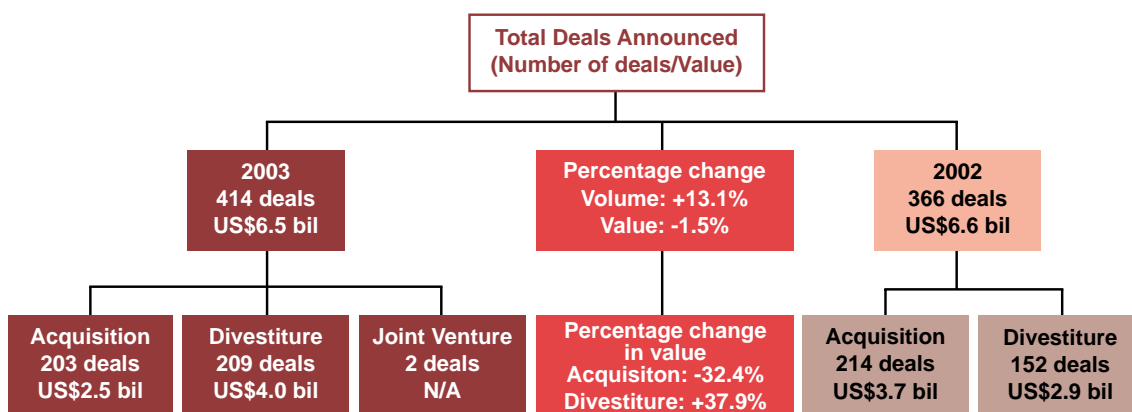 Total Deals Announced
(Number of deals/Value)
2003
414 deals
US$6.5 bil
Percentage change
Volume: +13.1%
Value: -1.5%
2002
366 deals
US$6.6 bil
Acquisition
203 deals
US$2.5 bil
Divestiture
209 deals
US$4.0 bil
Joint Venture
2 deals
N/A
Percentage change
in value
Acquisiton: -32.4%
Divestiture: +37.9%
Acquisition
214 deals
US$3.7 bil
Divestiture
152 deals
US$2.9 bil